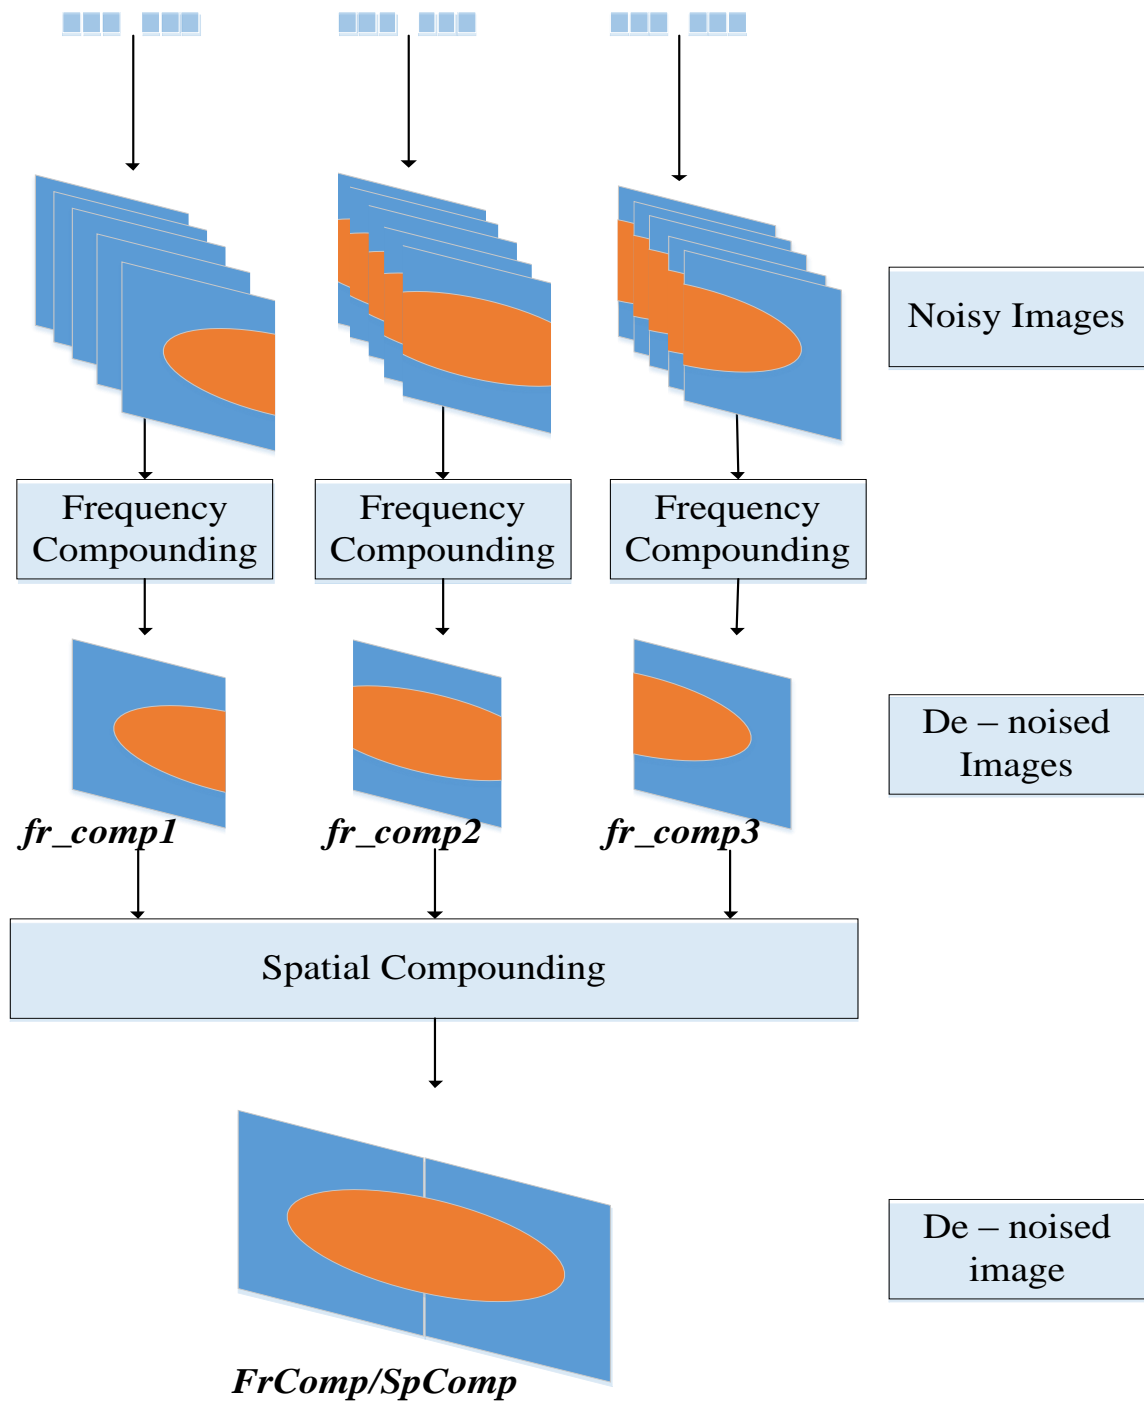 Noisy Images
Frequency
Compounding
Frequency
Compounding
Frequency
Compounding
De – noised
Images
fr_comp1
fr_comp2
fr_comp3
Spatial Compounding
De – noised
image
FrComp/SpComp